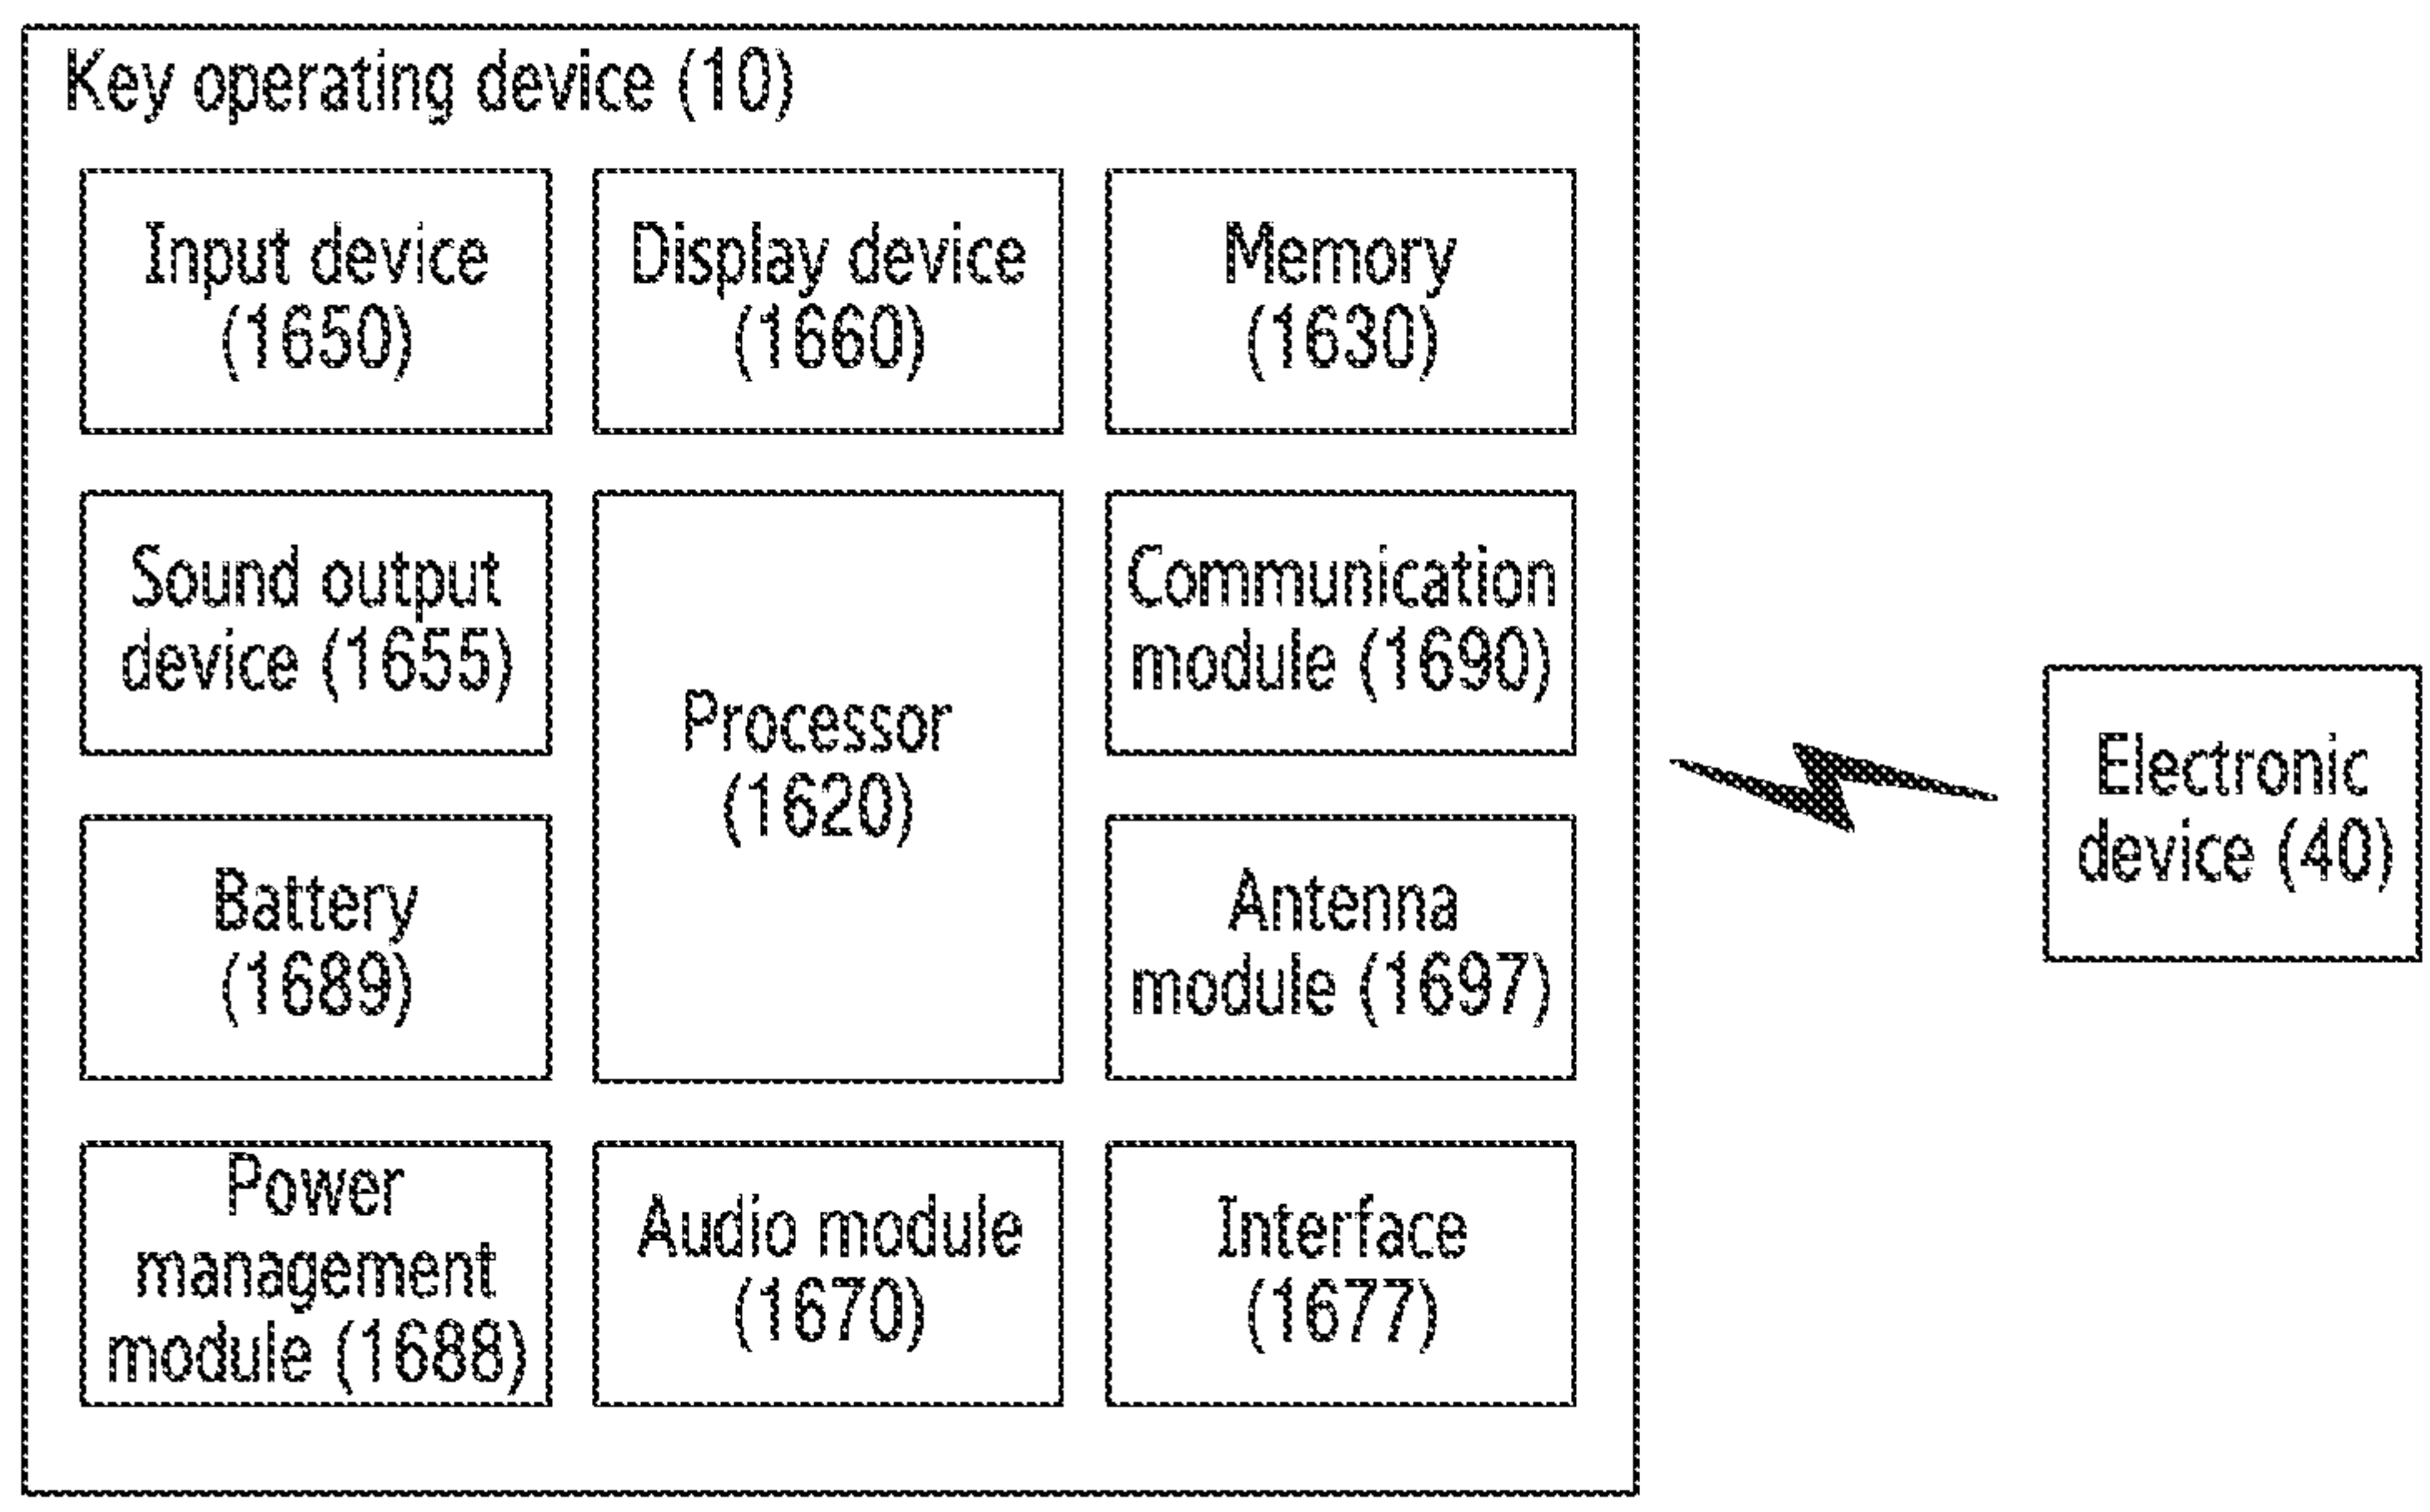 Key operating device (10)
Input device
(1650)
Display device
(1660)
Memory
(1630)
Sound output
device (1655)
Processor
(1620)
Communication
module (1690)
Battery
(1689)
Antenna
module (1697)
Power
management
module (1688)
Audio module
(1670)
Interface
(1677)
Electronic
device (40)